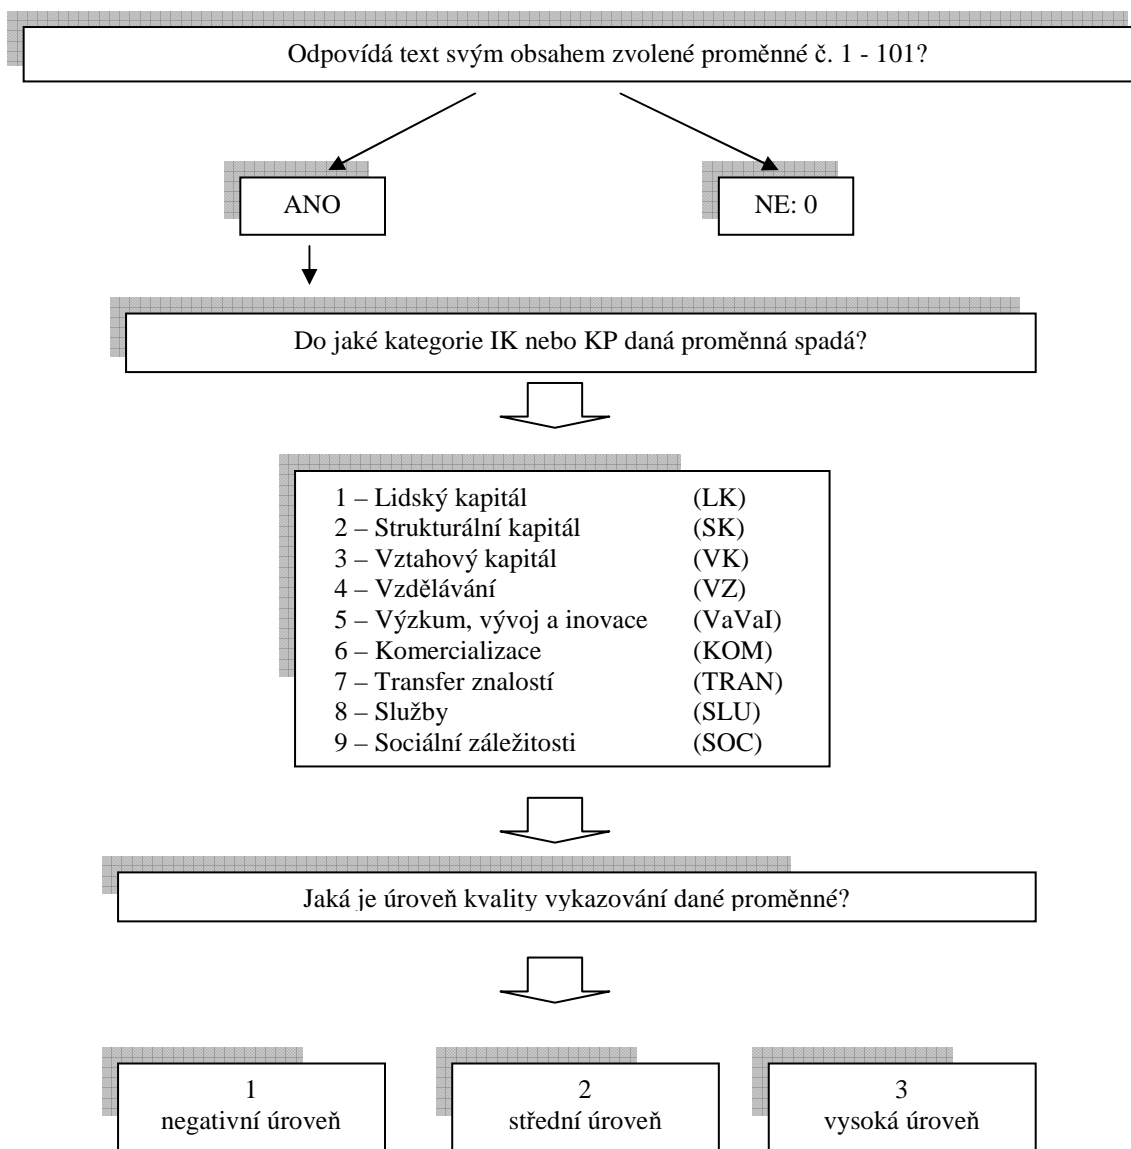 Odpovídá text svým obsahem zvolené proměnné č. 1 - 101?
ANO
NE: 0
Do jaké kategorie IK nebo KP daná proměnná spadá?
1 – Lidský kapitál (LK)
2 – Strukturální kapitál (SK)
3 – Vztahový kapitál (VK)
4 – Vzdělávání (VZ)
5 – Výzkum, vývoj a inovace (VaVaI)
6 – Komercializace (KOM)
7 – Transfer znalostí (TRAN)
8 – Služby (SLU)
9 – Sociální záležitosti (SOC)
Jaká je úroveň kvality vykazování dané proměnné?
1
negativní úroveň
2
střední úroveň
3
vysoká úroveň